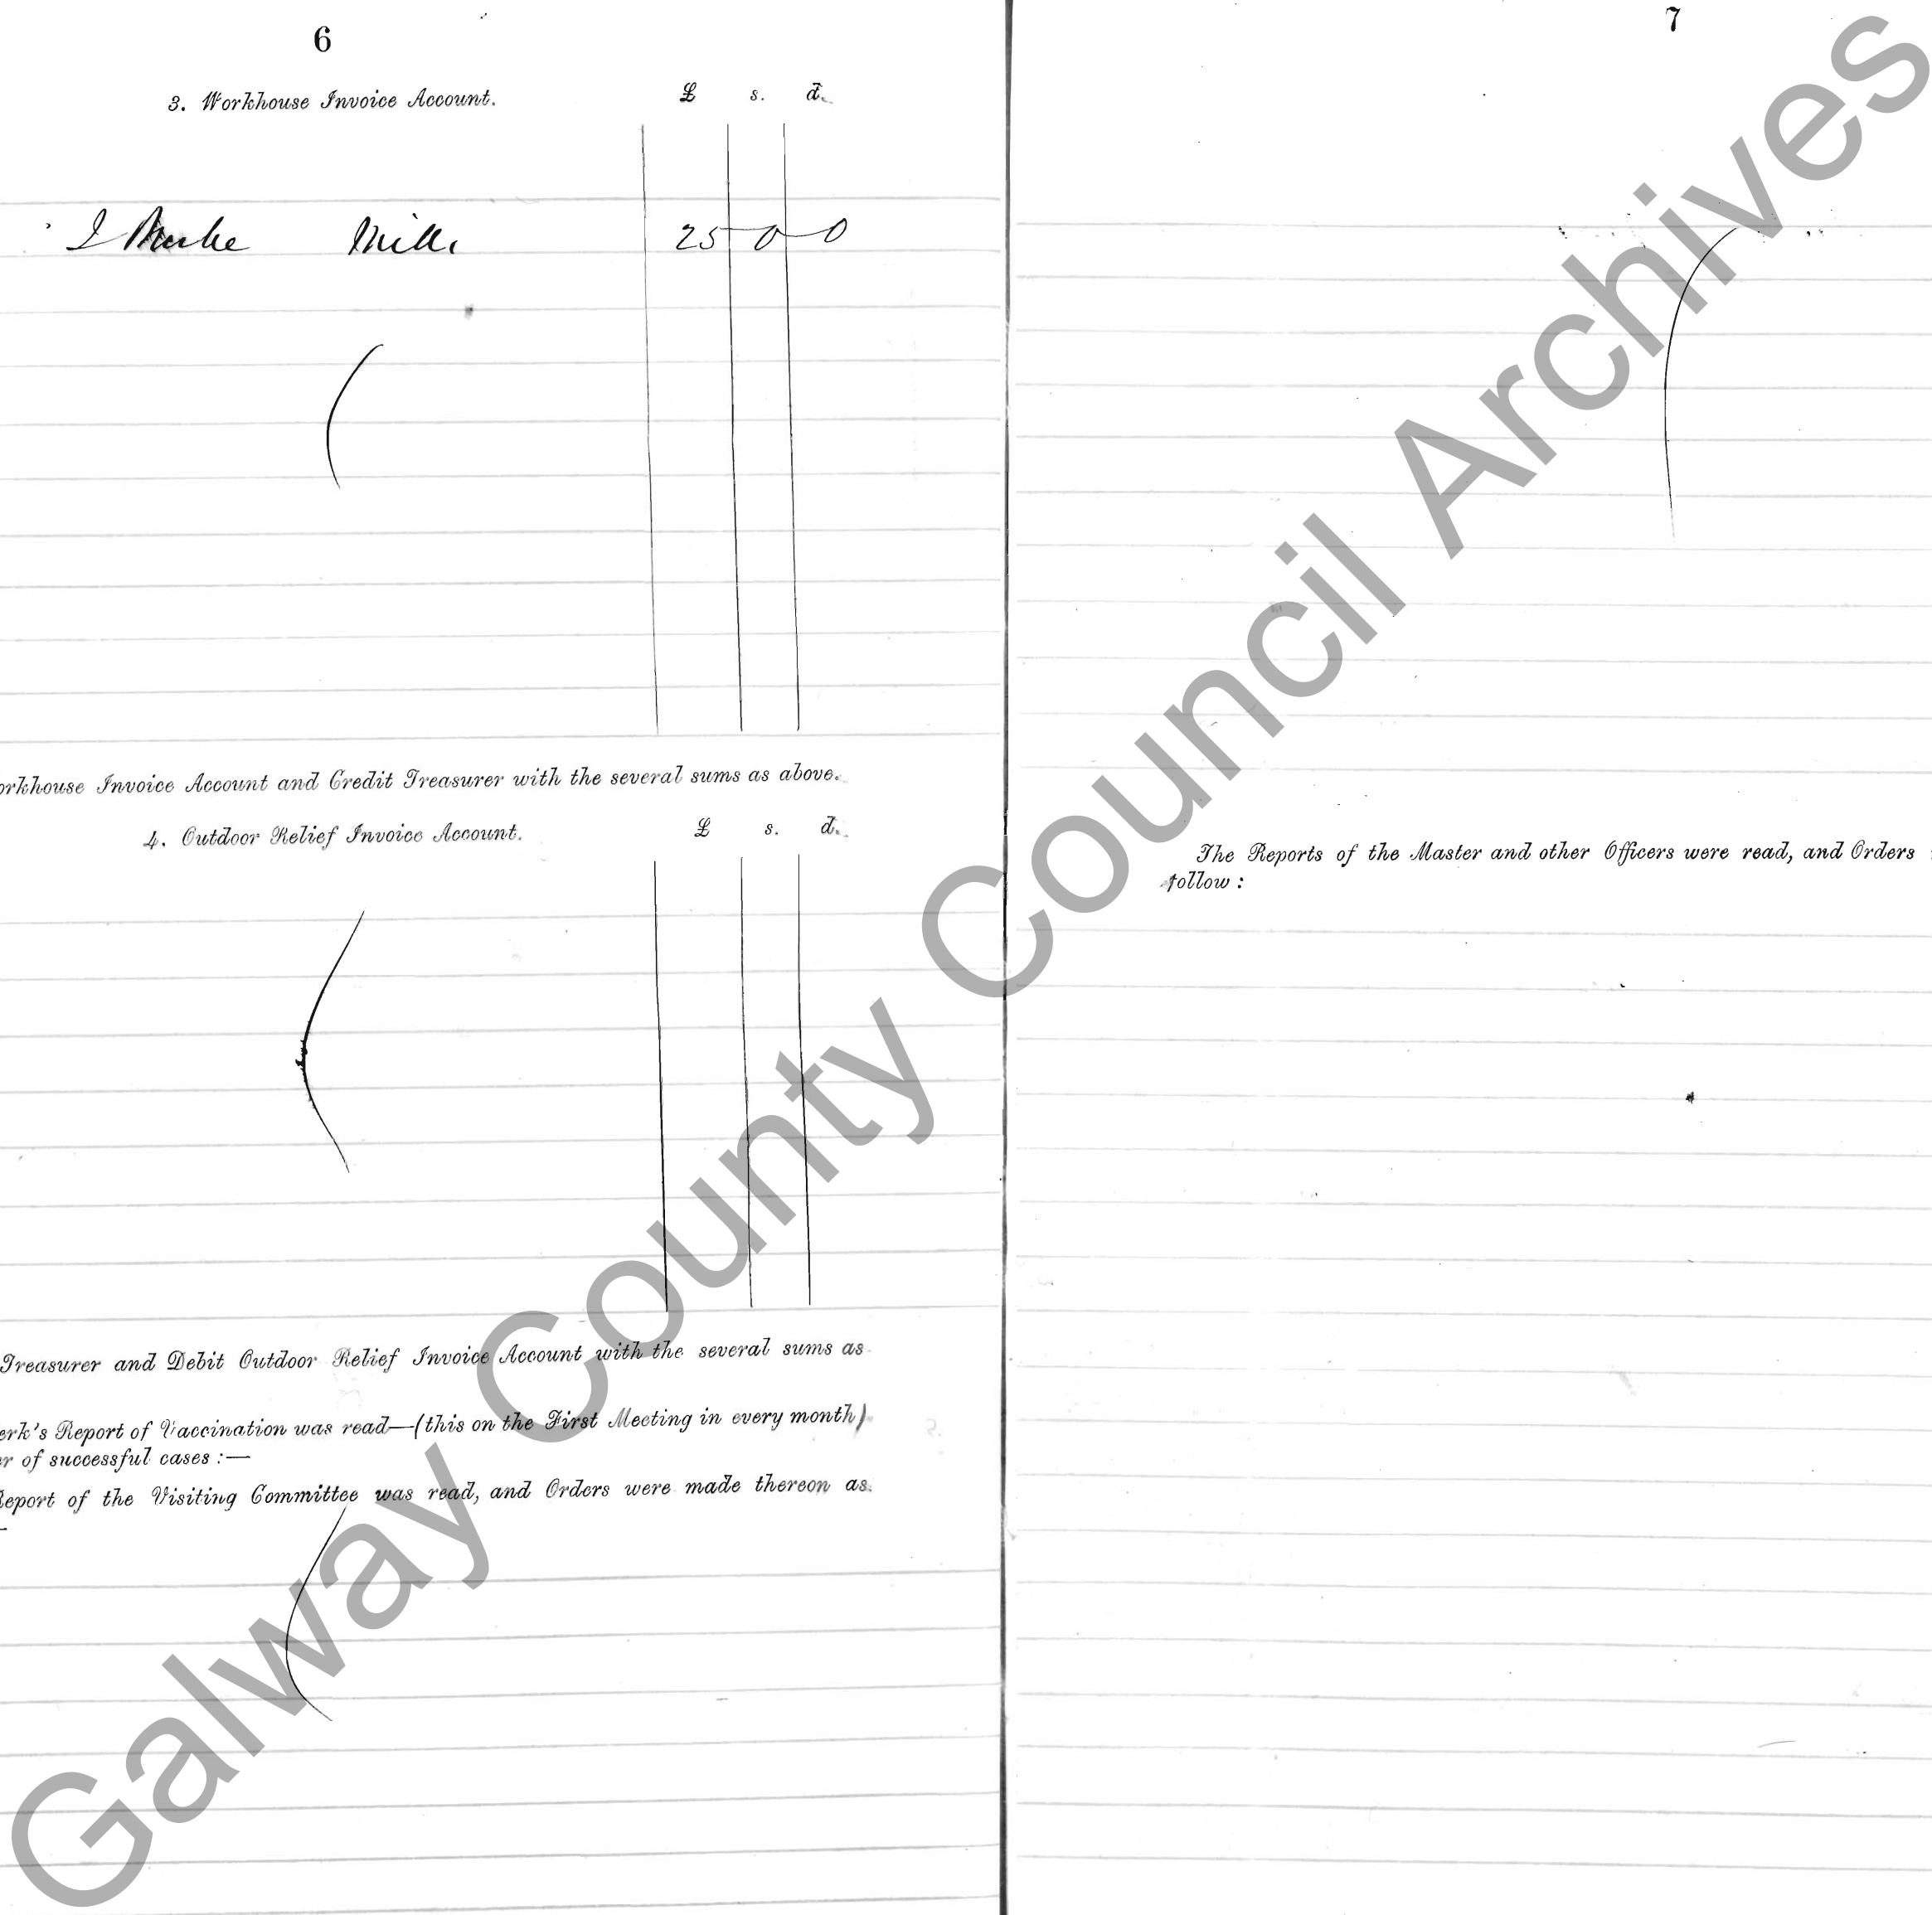 6
3. Workhouse Invoice Account. £ s. d.
Milk 25 0 0
orkhouse Invoice Account and Credit Treasurer with the several sums as above.
4. Outdoor Relief Invoice Account. £ s. d.
Treasurer and Debit Outdoor Relief Invoice Account with the several sums as
erk's Report of Vaccination was read—(this on the First Meeting in every month)
r of successful cases :—
Report of the Visiting Committee was read, and Orders were made thereon as
7
The Reports of the Master and other Officers were read, and Orders
follow :
Galway County Council Archives